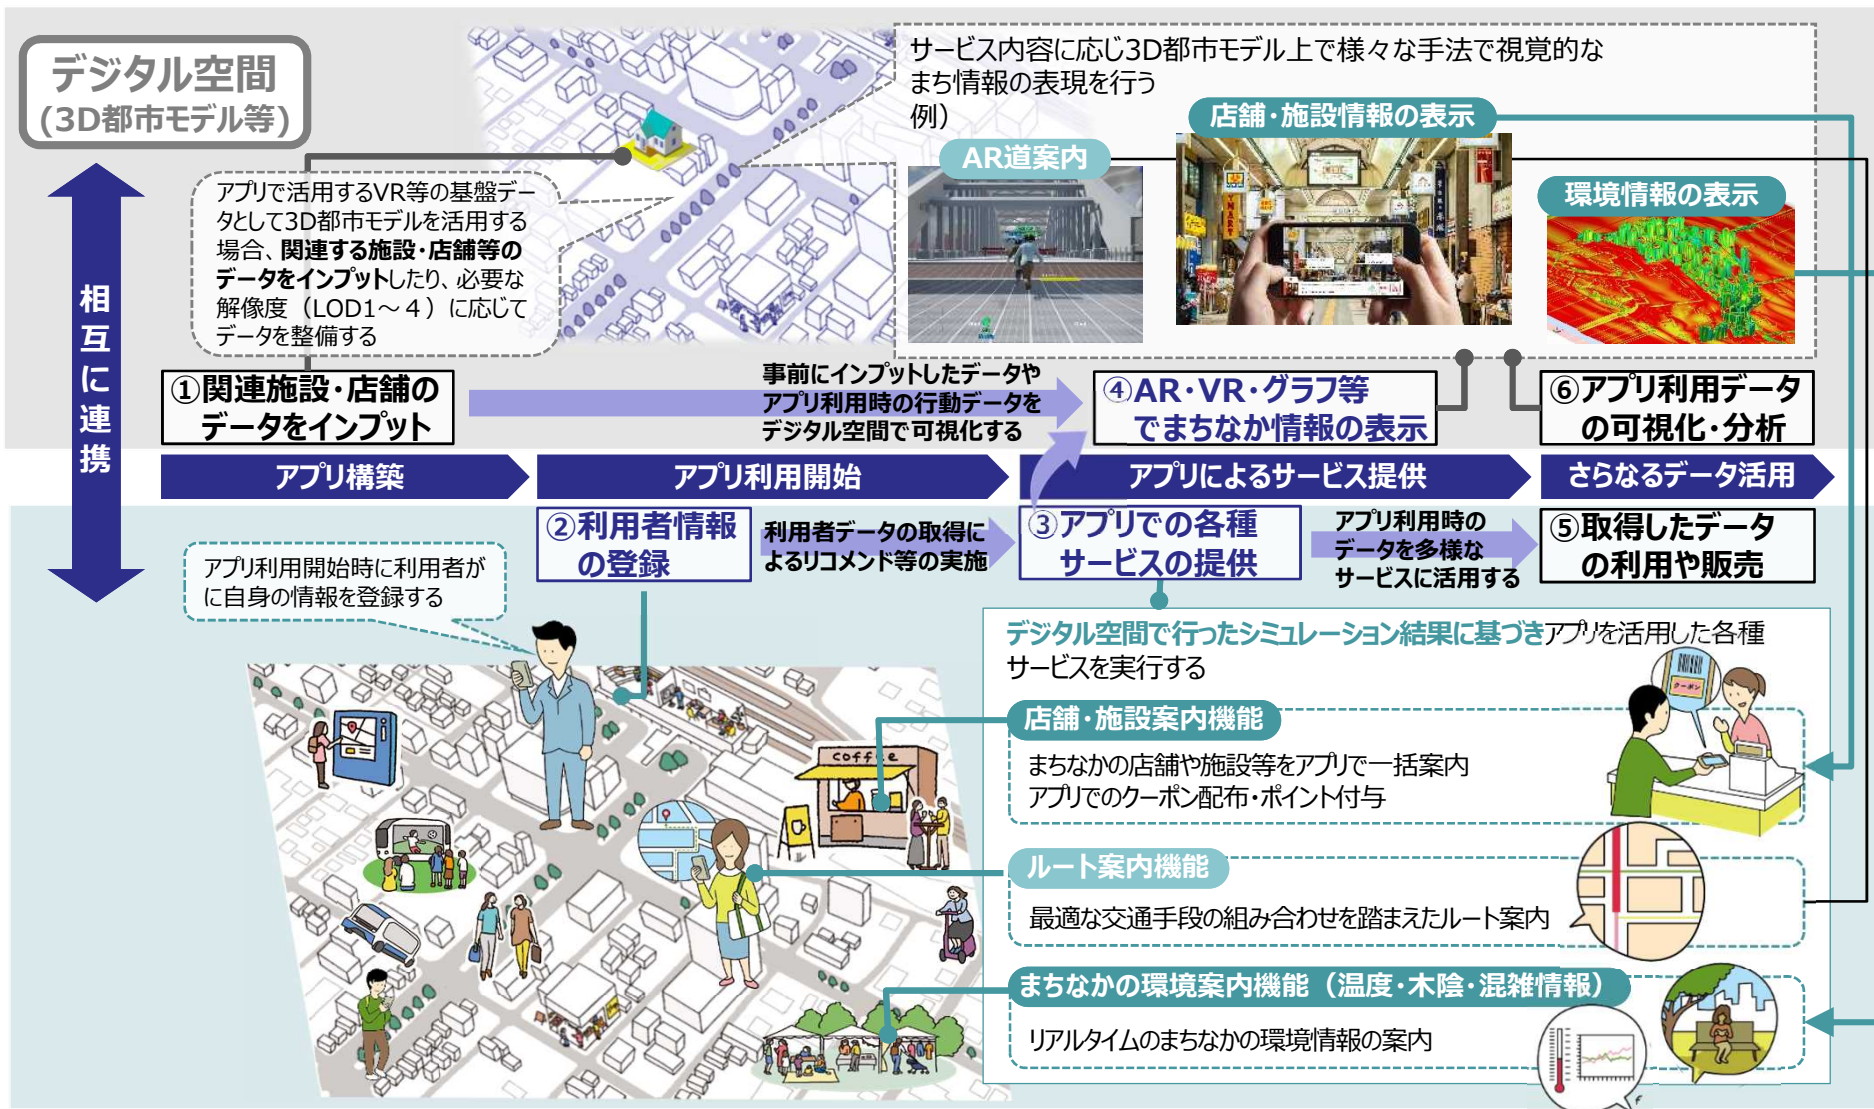 デジタル空間
(3D都市モデル等)
サービス内容に応じ3D都市モデル上で様々な手法で視覚的な
まち情報の表現を行う
例）
AR道案内
店舗・施設情報の表示
環境情報の表示
アプリで活用するVR等の基盤デー
タとして3D都市モデルを活用する
場合、関連する施設・店舗等の
データをインプットしたり、必要な
解像度（LOD1～4）に応じて
データを整備する
相互に連携
①関連施設・店舗の
データをインプット
事前にインプットしたデータや
アプリ利用時の行動データを
デジタル空間で可視化する
④AR・VR・グラフ等
でまちなか情報の表示
⑥アプリ利用データ
の可視化・分析
アプリ構築
アプリ利用開始
アプリによるサービス提供
さらなるデータ活用
②利用者情報
の登録
利用者データの取得に
よるリコメンド等の実施
③アプリでの各種
サービスの提供
アプリ利用時の
データを多様な
サービスに活用する
⑤取得したデータ
の利用や販売
アプリ利用開始時に利用者が
に自身の情報を登録する
デジタル空間で行ったシミュレーション結果に基づきアプリを活用した各種
サービスを実行する
クーポン
店舗・施設案内機能
まちなかの店舗や施設等をアプリで一括案内
アプリでのクーポン配布・ポイント付与
coffee
ルート案内機能
最適な交通手段の組み合わせを踏まえたルート案内
まちなかの環境案内機能（温度・木陰・混雑情報）
リアルタイムのまちなかの環境情報の案内